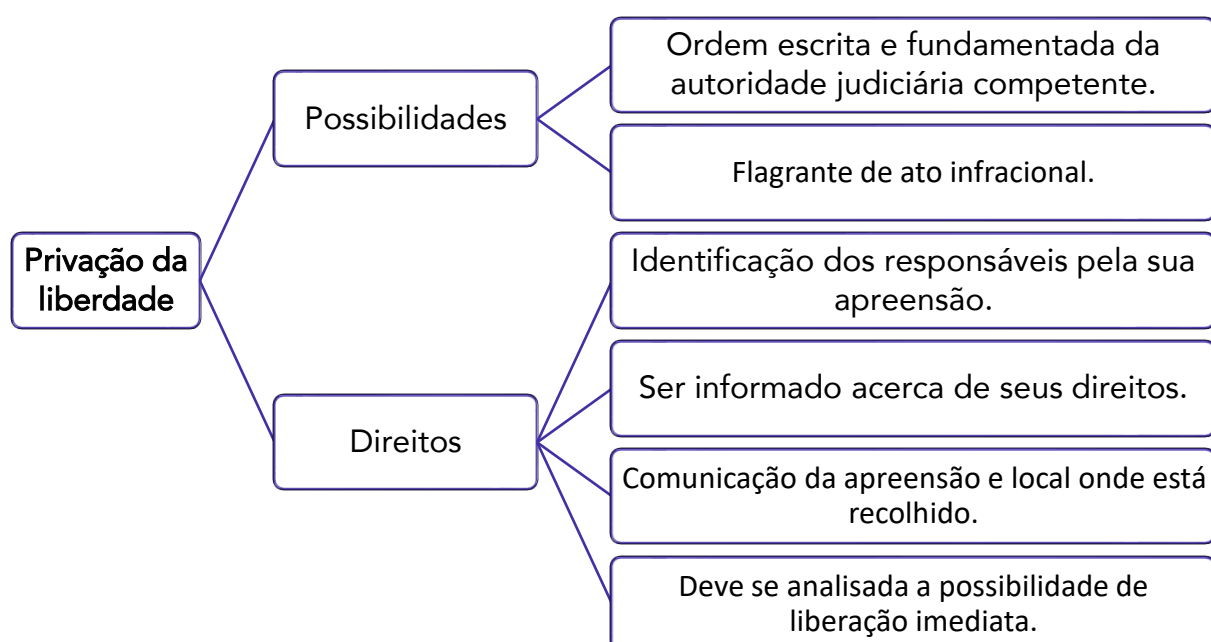 Privação da
liberdade
Possibilidades
Ordem escrita e fundamentada da
autoridade judiciária competente.
Flagrante de ato infracional.
Direitos
Identificação dos responsáveis pela sua
apreensão.
Ser informado acerca de seus direitos.
Comunicação da apreensão e local onde está
recolhido.
Deve se analisada a possibilidade de
liberação imediata.